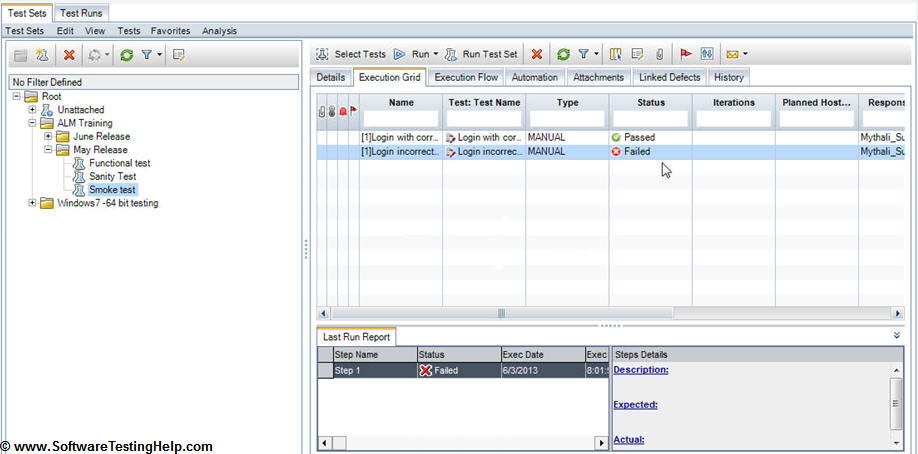 Test Sets Test Runs
Test Sets Edit View Tests Favorites Analysis
Select Tests Run Run Test Set
No Filter Defined
Details Execution Grid Execution Flow Automation Attachments Linked Defects History
Root
Unattached
ALM Training
June Release
May Release
Functional test
Sanity Test
Smoke test
Windows7 -64 bit testing
Name Test: Test Name Type Status Iterations Planned Host... Respon
[1]Login with corr... Login with cor... MANUAL Passed Mythali_Su
[1]Login incorrect... Login incorrec... MANUAL Failed Mythali_Su
Last Run Report
Step Name Status Exec Date Exec
Step 1 Failed 6/3/2013 8:01:
Steps Details
Description:
Expected:
Actual:
© www.SoftwareTestingHelp.com